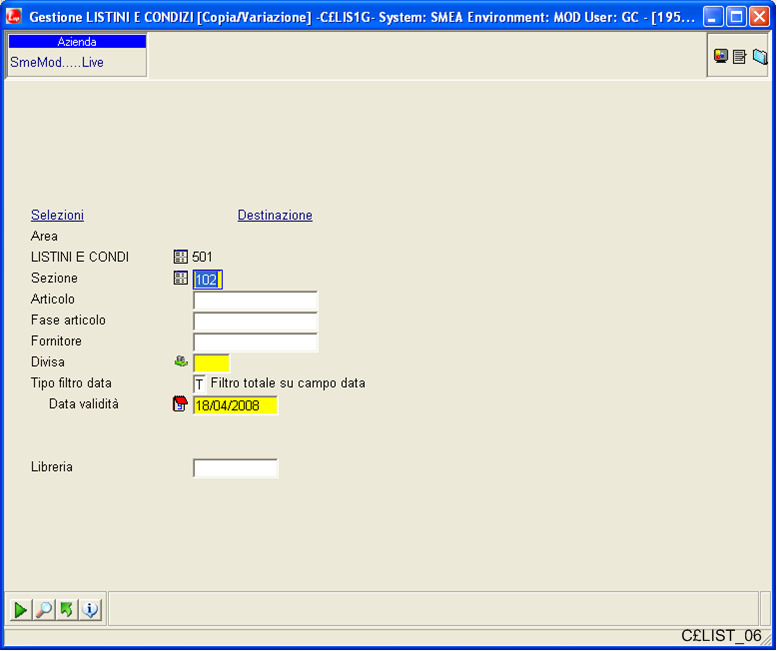 Gestione LISTINI E CONDIZI [Copia/Variazione] -C£LIS1G- System: SMEA Environment: MOD User: GC - [195...
Azienda
SmeMod.....Live
Selezioni Destinazione
Area
LISTINI E CONDI 501
Sezione 102
Articolo
Fase articolo
Fornitore
Divisa
Tipo filtro data T Filtro totale su campo data
Data validità 18/04/2008
Libreria
C£LIST_06